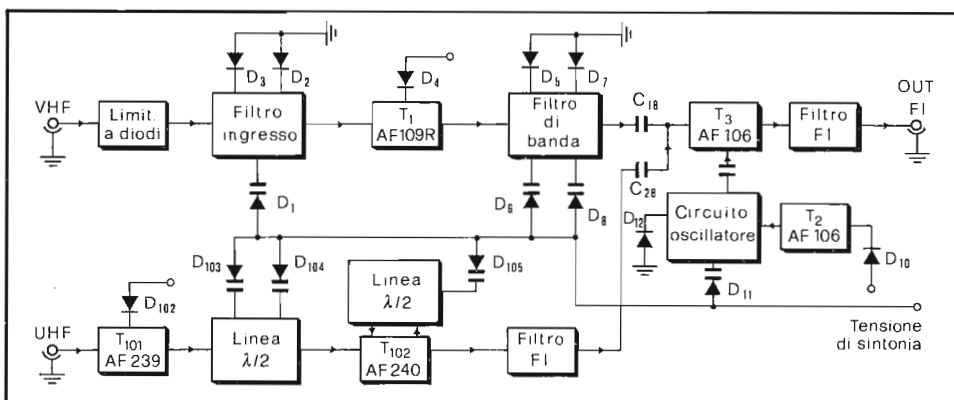 VHF
Limit.
a diodi
D3
D2
Filtro
ingresso
D1
D4
T1
AF109R
D5
D7
Filtro
di
banda
D6
D8
C18
C28
T3
AF 106
Filtro
FI
OUT
FI
D12
Circuito
oscillatore
T2
AF 106
D10
D11
Tensione
di sintonia
D103
D104
D105
D102
UHF
T101
AF 239
Linea
λ/2
Linea
λ/2
T102
AF 240
Filtro
FI